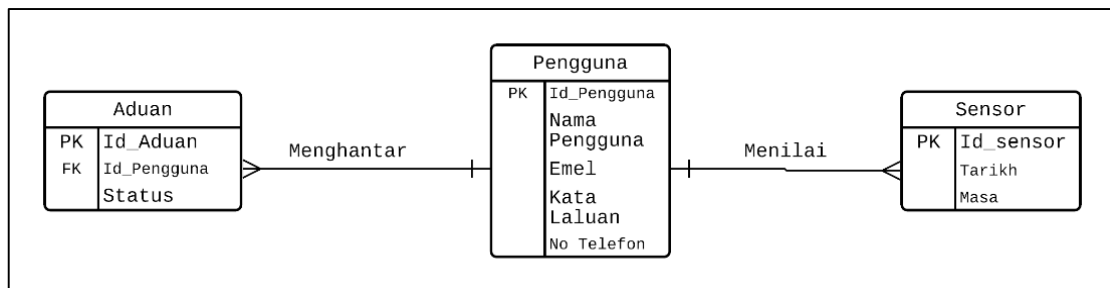 Aduan
PK Id_Aduan
FK Id_Pengguna
Status
Menghantar
Pengguna
PK Id_Pengguna
Nama
Pengguna
Emel
Kata
Laluan
No Telefon
Menilai
Sensor
PK Id_sensor
Tarikh
Masa